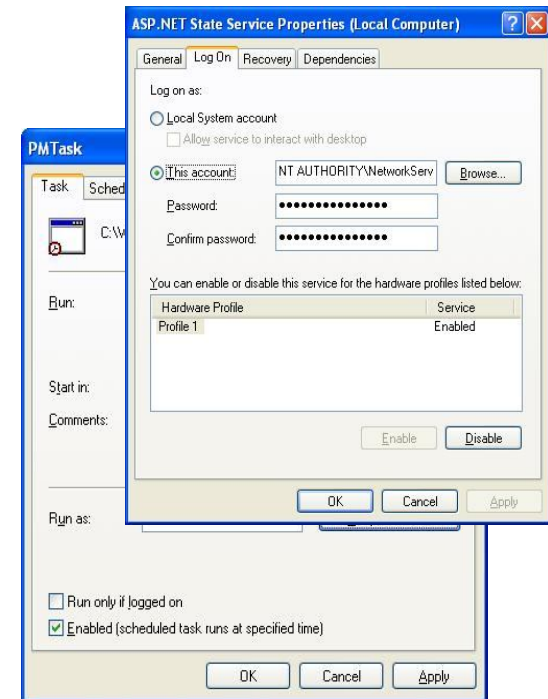 ASP.NET State Service Properties (Local Computer)
General Log On Recovery Dependencies
Log on as:
Local System account
Allow service to interact with desktop
This account: NT AUTHORITY\NetworkServ Browse...
Password:
Confirm password:
You can enable or disable this service for the hardware profiles listed below:
Hardware Profile Service
Profile 1 Enabled
Enable Disable
OK Cancel Apply
PMTask
Task Sched
C:\
Run:
Start in:
Comments:
Run as:
Run only if logged on
Enabled (scheduled task runs at specified time)
OK Cancel Apply